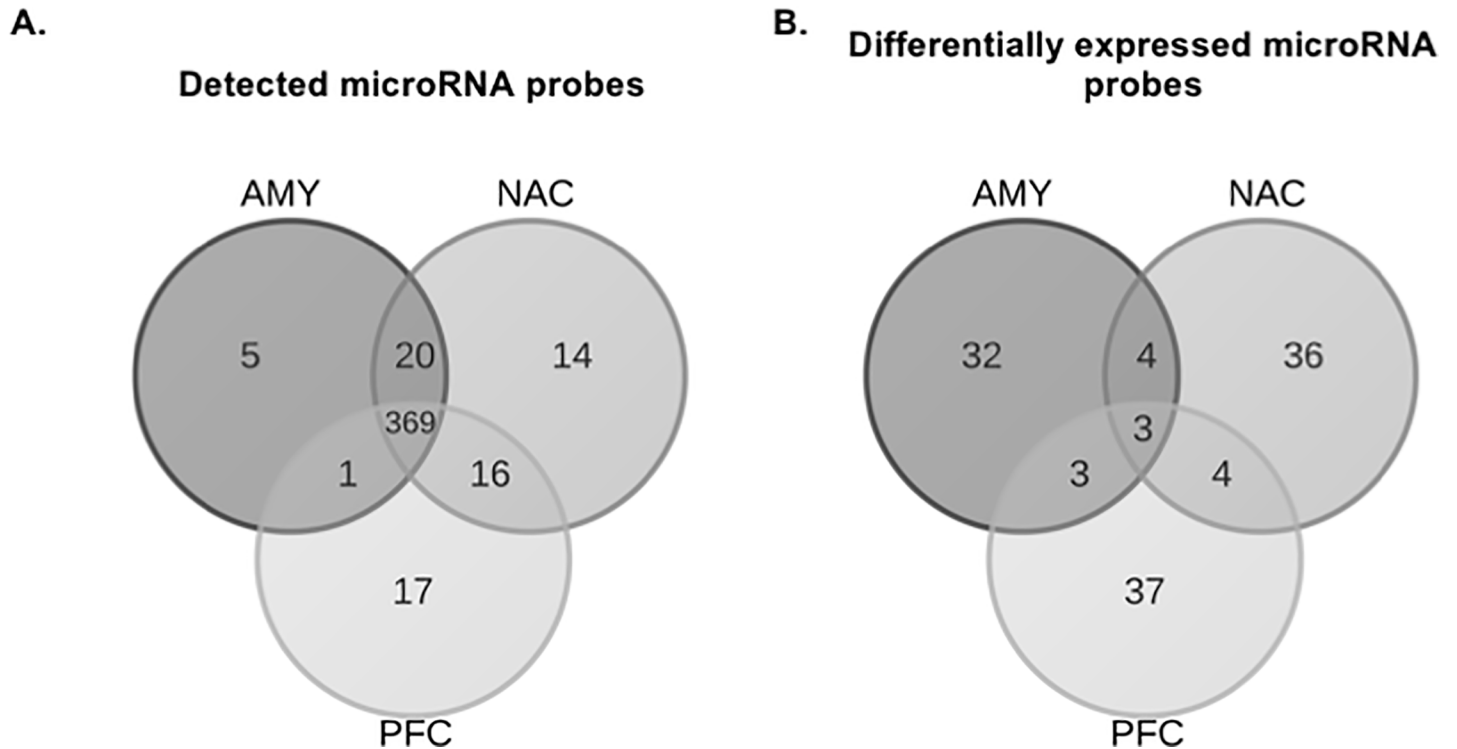 A.
Detected microRNA probes
AMY NAC
5 20 14
369
1 16
17
PFC
B.
Differentially expressed microRNA
probes
AMY NAC
32 4 36
3
3 4
37
PFC